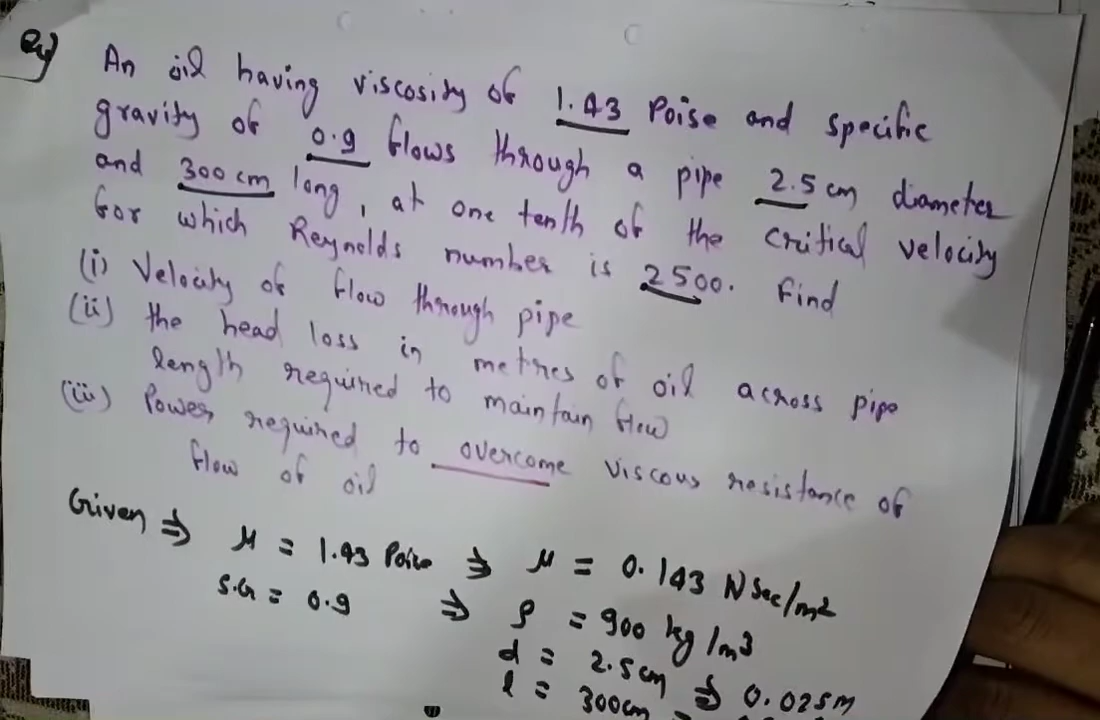 Q4)
An oil having viscosity of 1.43 Poise and specific
gravity of 0.9 flows through a pipe 2.5 cm diameter
and 300 cm long, at one tenth of the critical velocity
for which Reynolds number is 2500. Find
(i) Velocity of flow through pipe
(ii) the head loss in metres of oil across pipe
length required to maintain flow
(iii) Power required to overcome viscous resistance of
flow of oil
Given ⇒ μ = 1.43 Poise ⇒ μ = 0.143 N Sec/m2
S.G = 0.9 ⇒ ρ = 900 kg/m3
d = 2.5 cm ⇒ 0.025 m
l = 300cm =